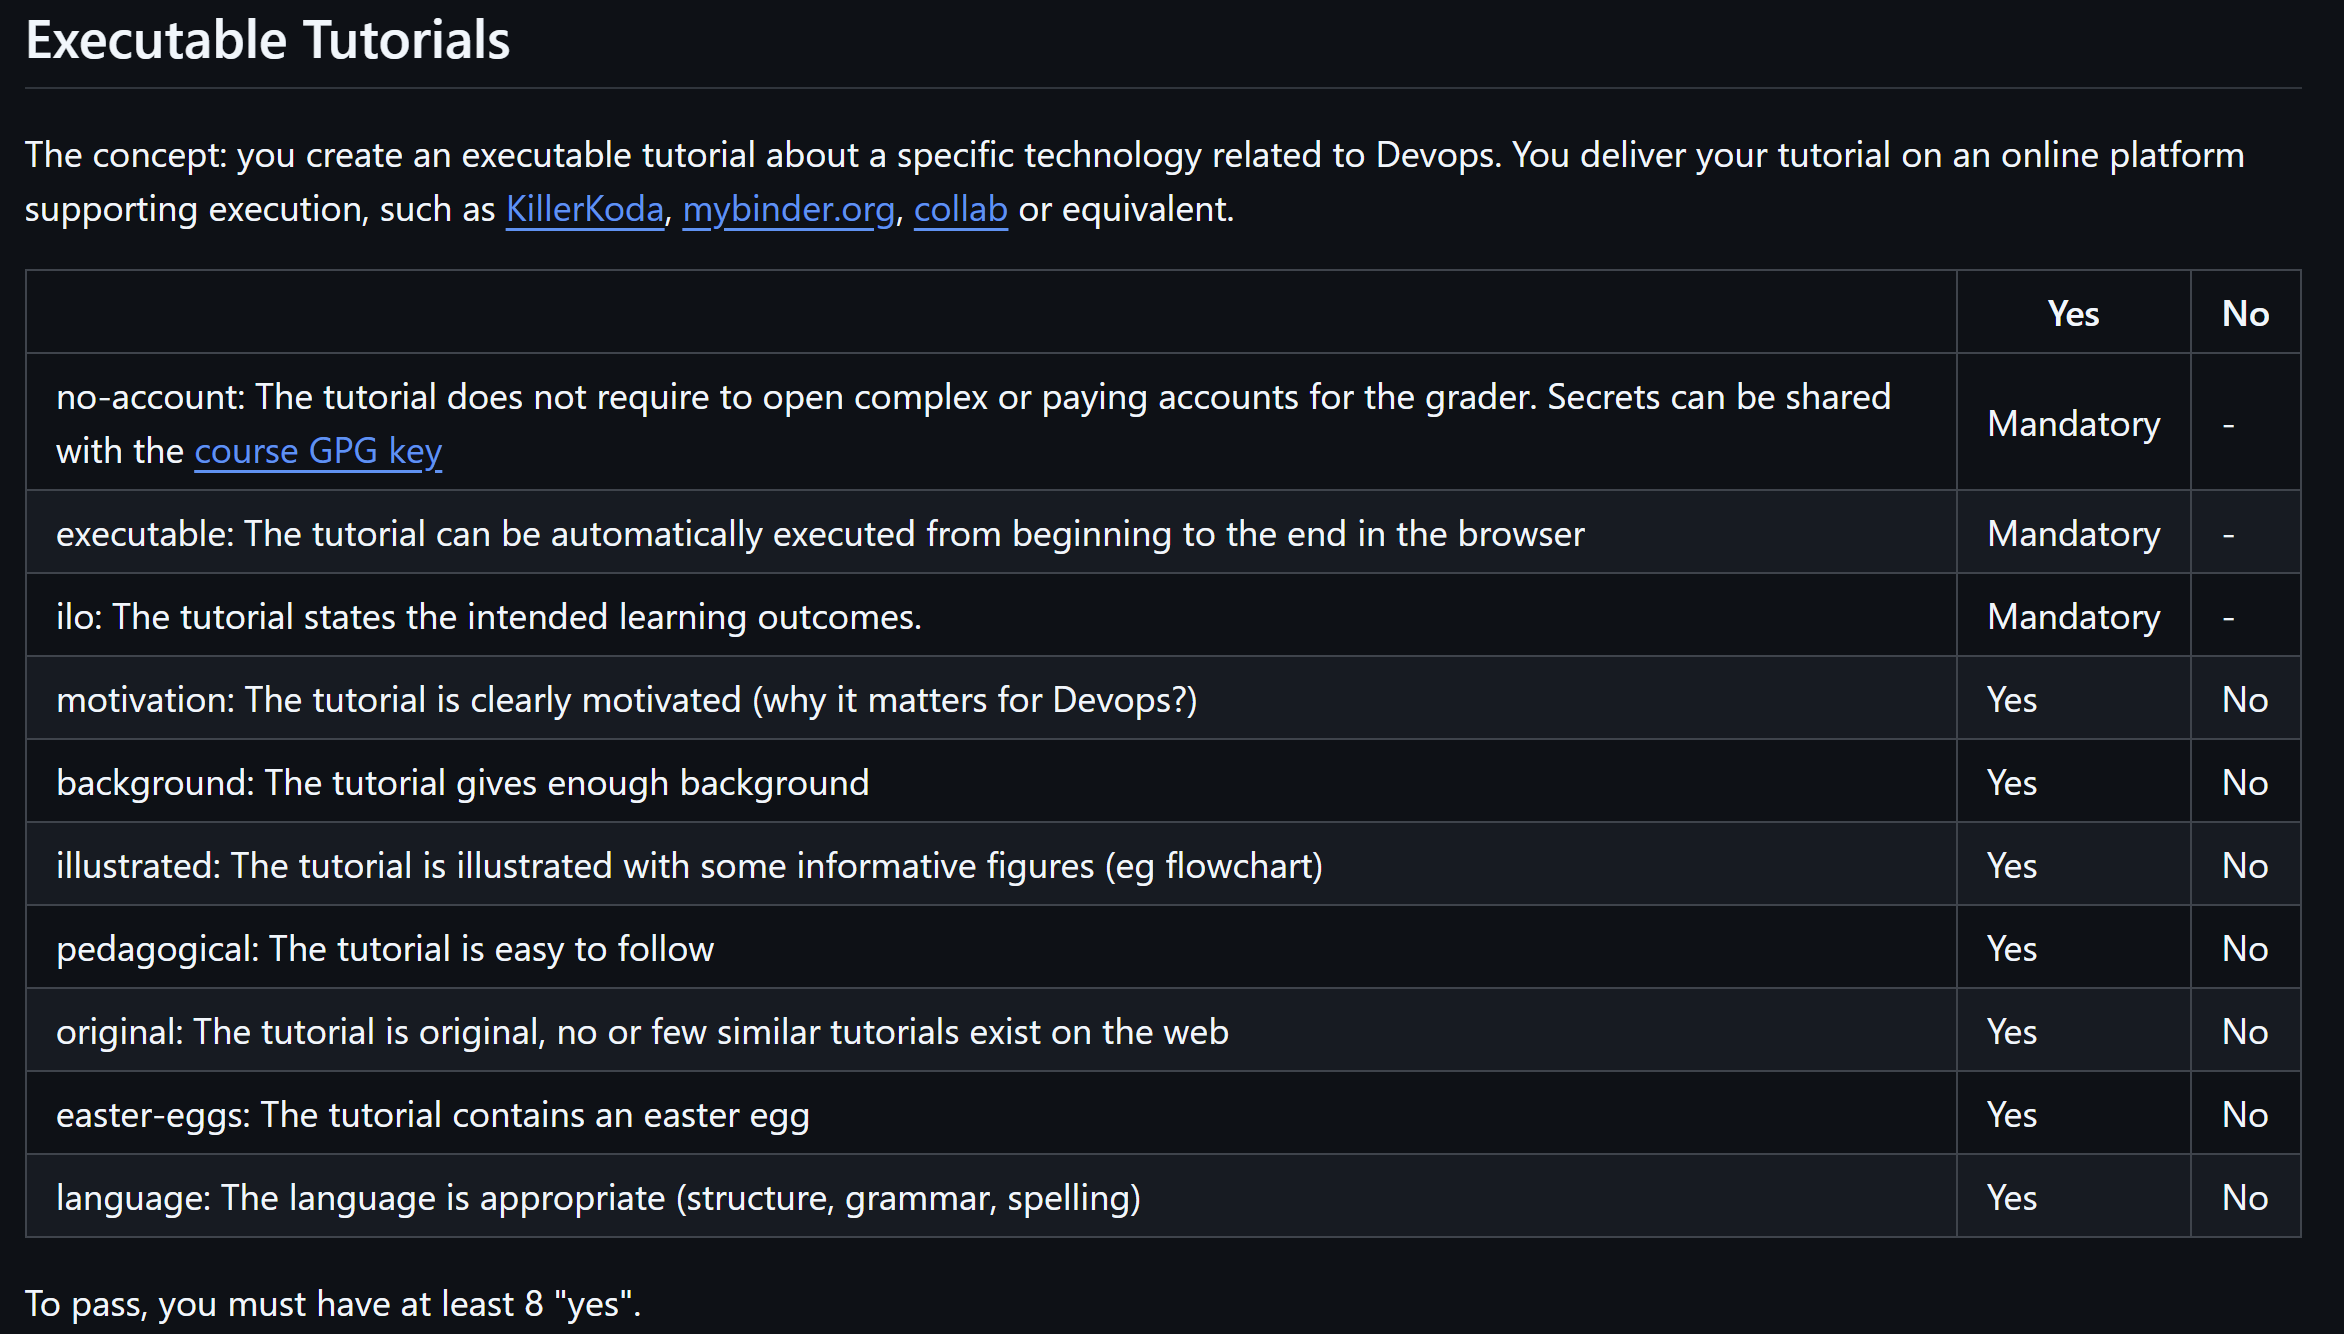 Executable Tutorials
The concept: you create an executable tutorial about a specific technology related to Devops. You deliver your tutorial on an online platform
supporting execution, such as KillerKoda, mybinder.org, collab or equivalent.
Yes No
no-account: The tutorial does not require to open complex or paying accounts for the grader. Secrets can be shared
with the course GPG key
Mandatory -
executable: The tutorial can be automatically executed from beginning to the end in the browser Mandatory -
ilo: The tutorial states the intended learning outcomes. Mandatory -
motivation: The tutorial is clearly motivated (why it matters for Devops?) Yes No
background: The tutorial gives enough background Yes No
illustrated: The tutorial is illustrated with some informative figures (eg flowchart) Yes No
pedagogical: The tutorial is easy to follow Yes No
original: The tutorial is original, no or few similar tutorials exist on the web Yes No
easter-eggs: The tutorial contains an easter egg Yes No
language: The language is appropriate (structure, grammar, spelling) Yes No
To pass, you must have at least 8 "yes".